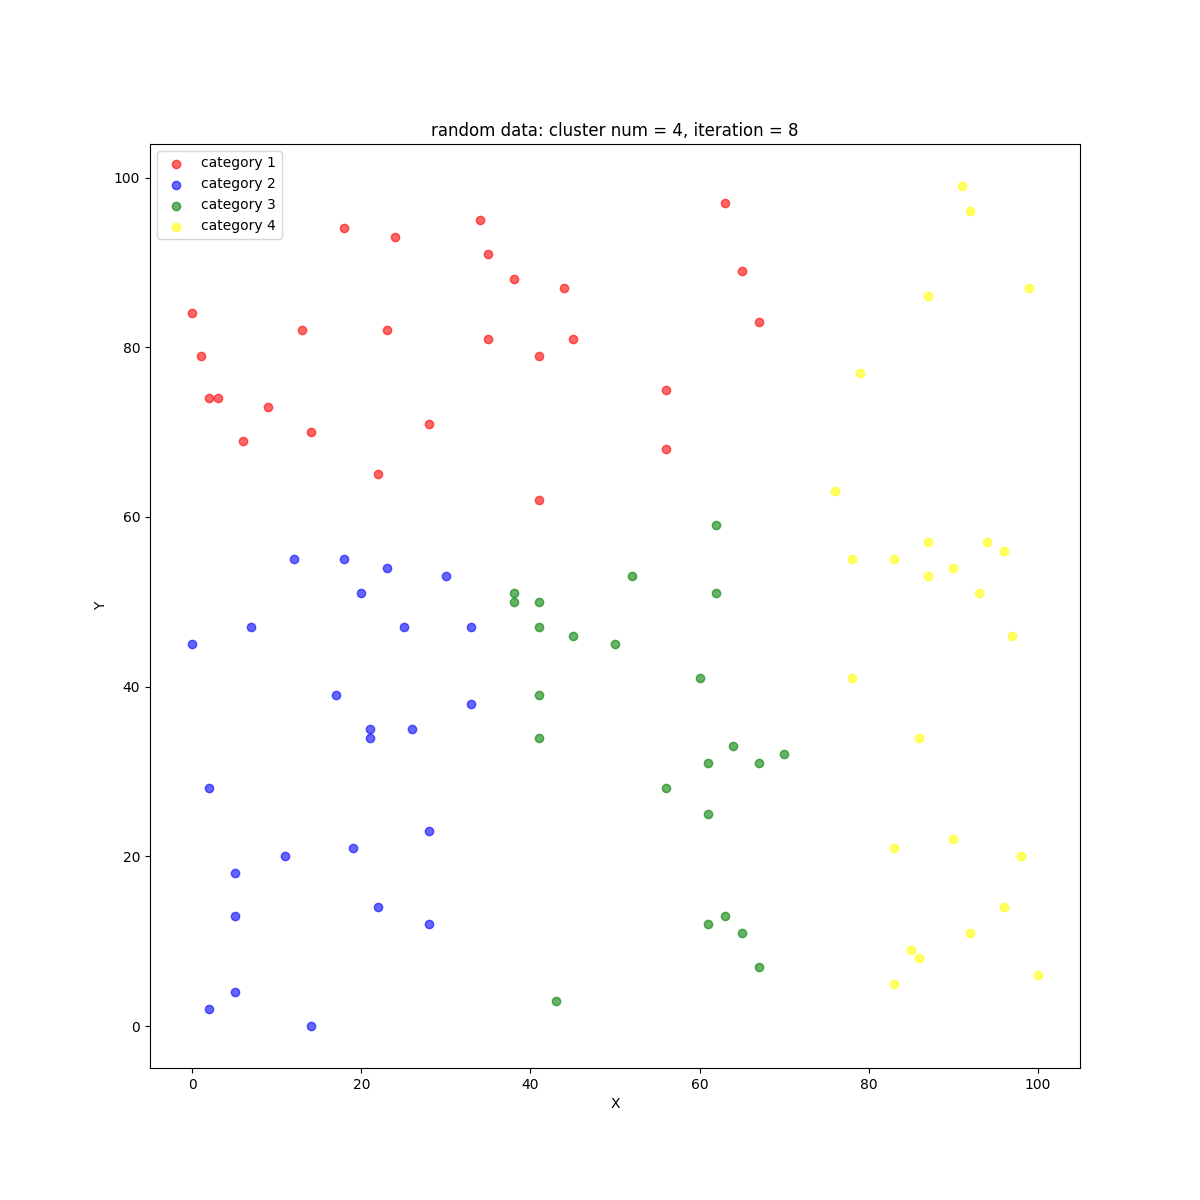 random data: cluster num = 4, iteration = 8
category 1
category 2
category 3
category 4
100
80
60
40
20
0
Y
0 20 40 60 80 100
X